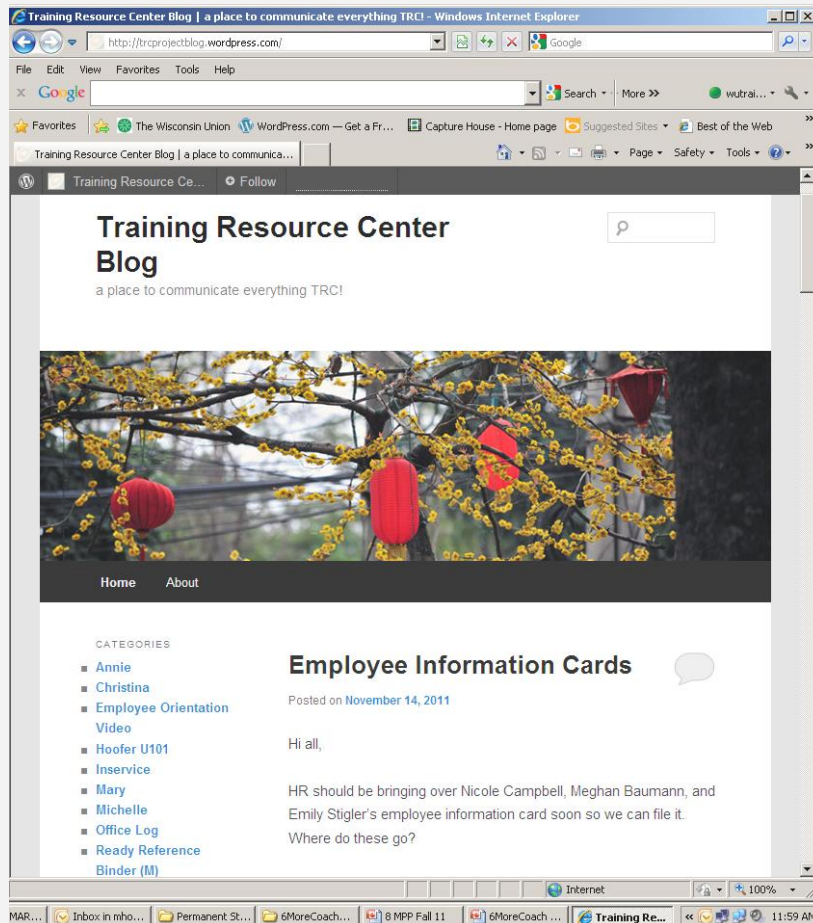 Training Resource Center Blog | a place to communicate everything TRC! - Windows Internet Explorer
http://trcprojectblog.wordpress.com/ Google
File Edit View Favorites Tools Help
Google Search More >> wutrai...
Favorites The Wisconsin Union WordPress.com — Get a Fr... Capture House - Home page Suggested Sites Best of the Web
Training Resource Center Blog | a place to communica... Page Safety Tools
Training Resource Ce... Follow
Training Resource Center
Blog
a place to communicate everything TRC!
Home About
CATEGORIES
Annie
Christina
Employee Orientation
Video
Hoofer U101
Inservice
Mary
Michelle
Office Log
Ready Reference
Binder (M)
Employee Information Cards
Posted on November 14, 2011
Hi all,
HR should be bringing over Nicole Campbell, Meghan Baumann, and
Emily Stigler's employee information card soon so we can file it.
Where do these go?
Internet 100%
MAR... Inbox in mho... Permanent St... 6MoreCoach... 8 MPP Fall 11 6MoreCoach ... Training Re... 11:59 AM